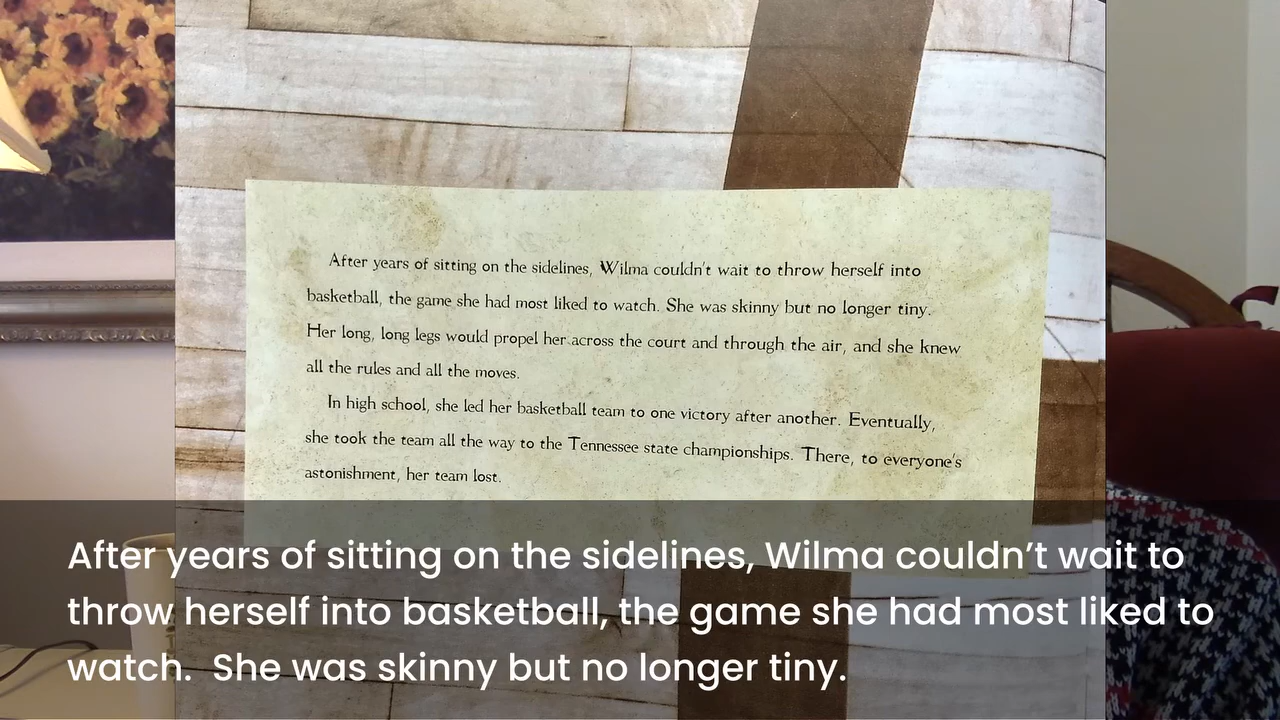 After years of sitting on the sidelines, Wilma couldn't wait to throw herself into
basketball, the game she had most liked to watch. She was skinny but no longer tiny.
Her long, long legs would propel her across the court and through the air, and she knew
all the rules and all the moves.
In high school, she led her basketball team to one victory after another. Eventually,
she took the team all the way to the Tennessee state championships. There, to everyone's
astonishment, her team lost.
After years of sitting on the sidelines, Wilma couldn’t wait to
throw herself into basketball, the game she had most liked to
watch.  She was skinny but no longer tiny.